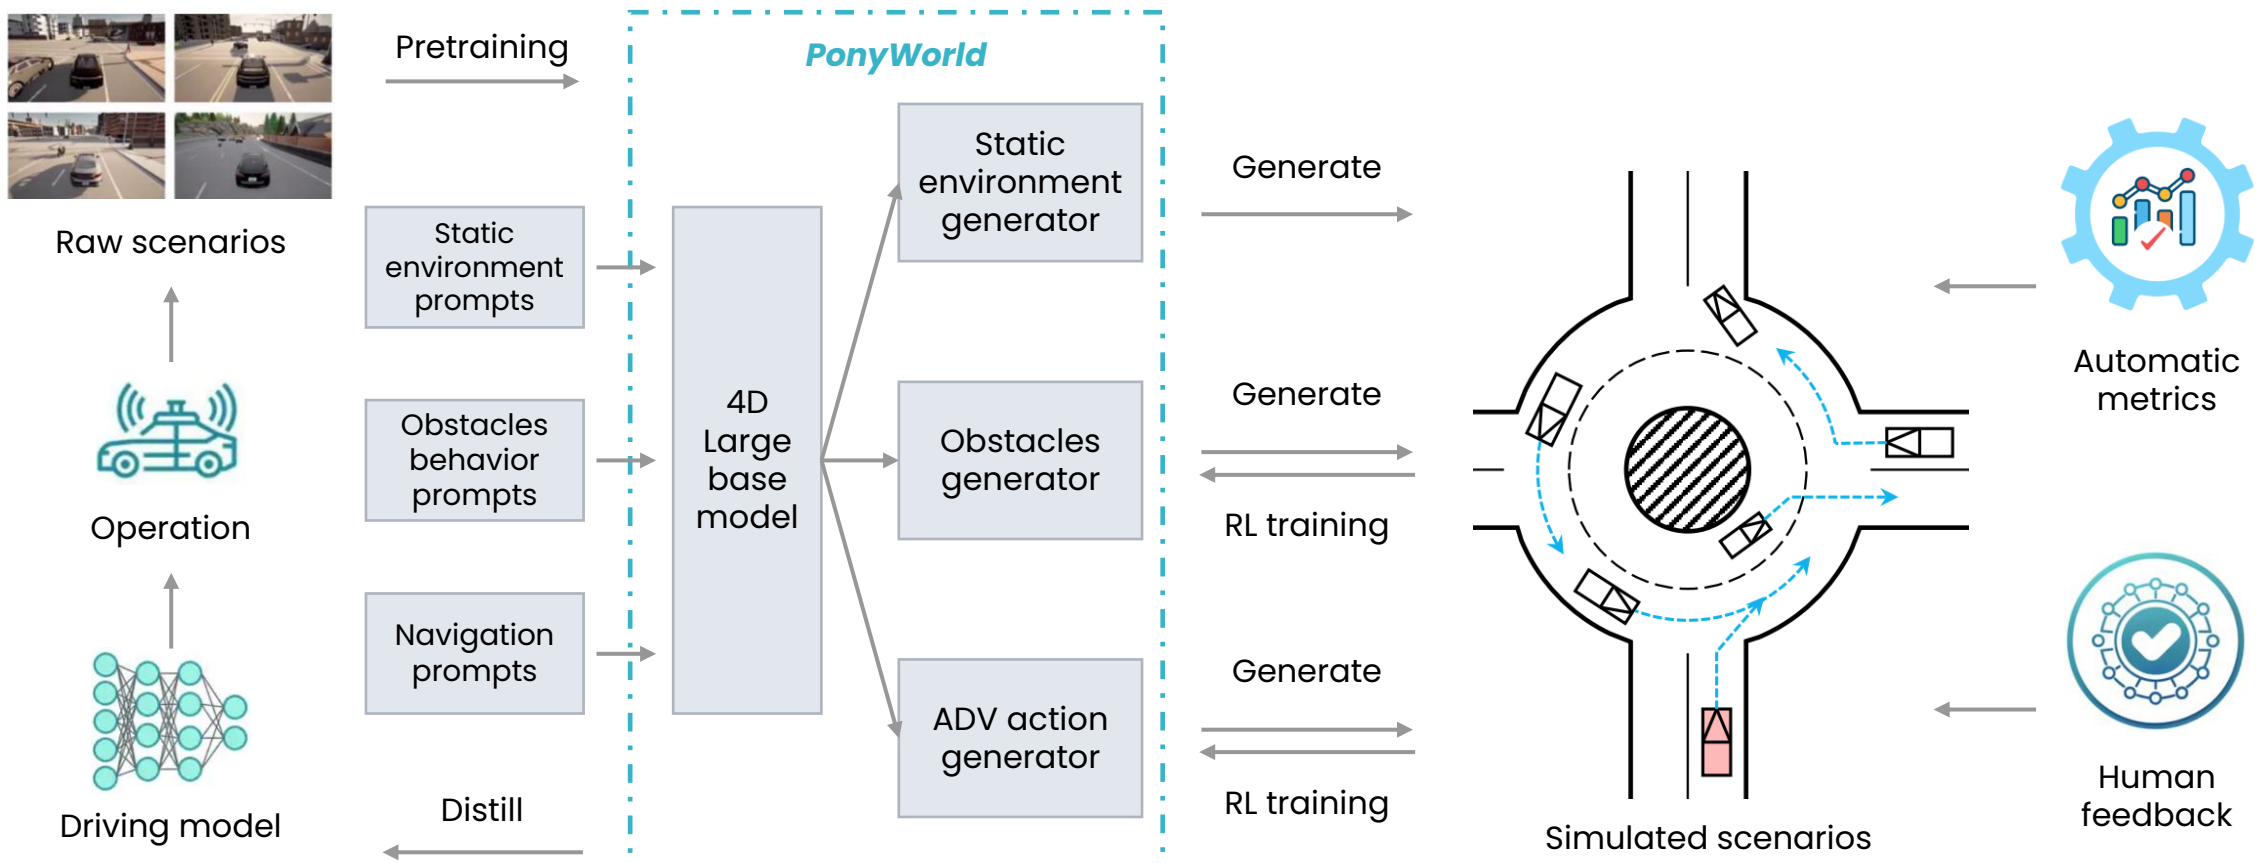 Pretraining
PonyWorld
Raw scenarios
Operation
Driving model
Static
environment
prompts
Obstacles
behavior
prompts
Navigation
prompts
Distill
4D
Large
base
model
Static
environment
generator
Obstacles
generator
ADV action
generator
Generate
Generate
RL training
Generate
RL training
Simulated scenarios
Automatic
metrics
Human
feedback